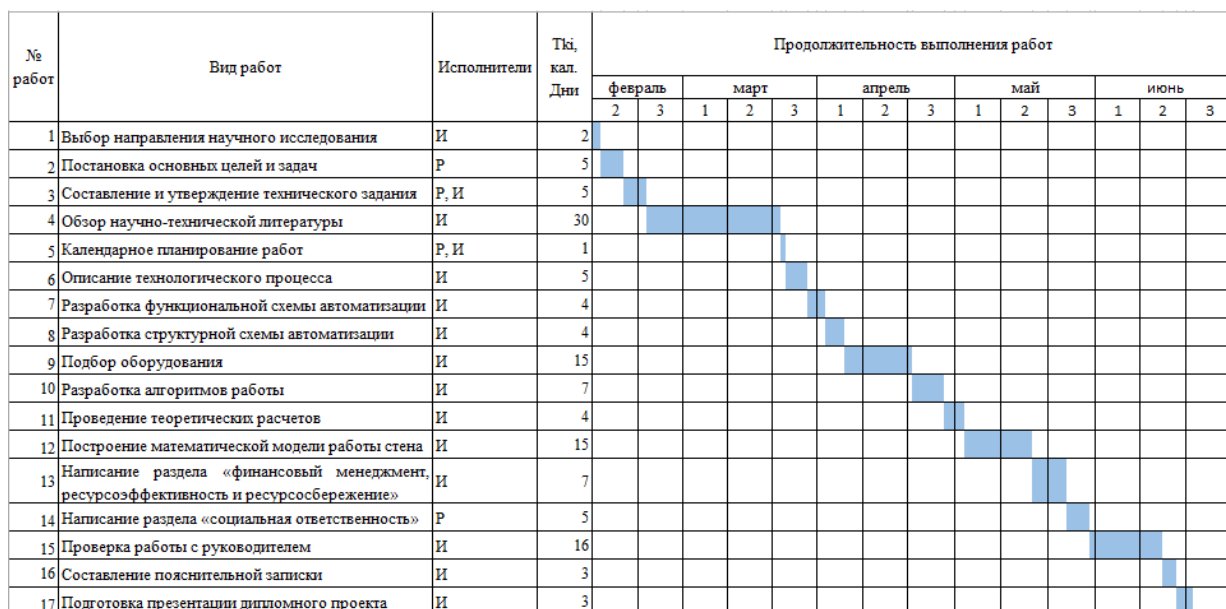 № работ Вид работ Исполнители Tki, кал. Дни Продолжительность выполнения работ
февраль март апрель май июнь
2 3 1 2 3 1 2 3 1 2 3 1 2 3
1 Выбор направления научного исследования И 2
2 Постановка основных целей и задач Р 5
3 Составление и утверждение технического задания Р, И 5
4 Обзор научно-технической литературы И 30
5 Календарное планирование работ Р, И 1
6 Описание технологического процесса И 5
7 Разработка функциональной схемы автоматизации И 4
8 Разработка структурной схемы автоматизации И 4
9 Подбор оборудования И 15
10 Разработка алгоритмов работы И 7
11 Проведение теоретических расчетов И 4
12 Построение математической модели работы стена И 15
13 Написание раздела «финансовый менеджмент, ресурсоэффективность и ресурсосбережение» И 7
14 Написание раздела «социальная ответственность» Р 5
15 Проверка работы с руководителем И 16
16 Составление пояснительной записки И 3
17 Подготовка презентации дипломного проекта И 3